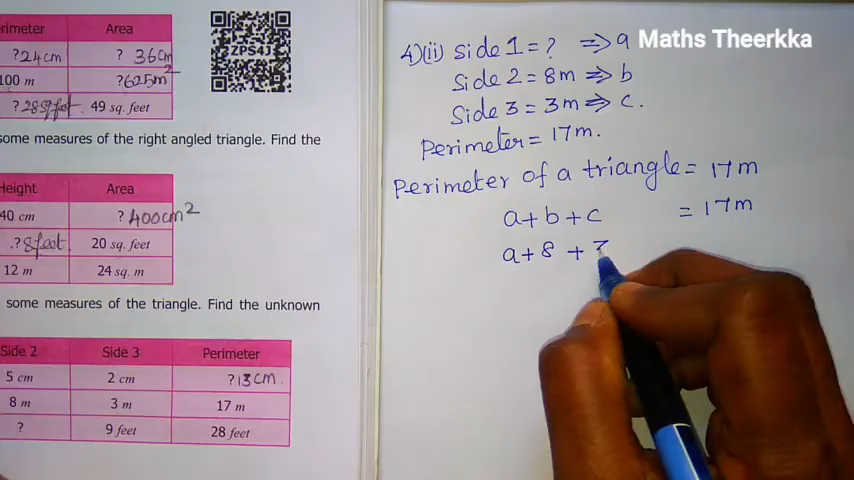 rimeter Area
?24cm ? 36cm
100 m ?625m²
?28 feet 49 sq. feet
ZPS4J
some measures of the right angled triangle. Find the
Height Area
40 cm ?400cm²
?8feet 20 sq. feet
12 m 24 sq. m
some measures of the triangle. Find the unknown
Side 2 Side 3 Perimeter
5 cm 2 cm ?13cm
8 m 3 m 17 m
? 9 feet 28 feet
Maths Theerkka
4)(ii) Side 1 = ? ⇒ a
Side 2 = 8m ⇒ b
Side 3 = 3m ⇒ c.
Perimeter = 17m.
Perimeter of a triangle = 17m
a+b+c = 17m
a+8+3